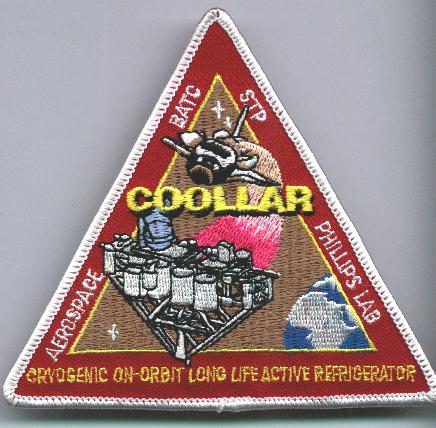 BATC
STP
COOLLAR
AEROSPACE
PHILLIPS LAB
CRYOGENIC ON-ORBIT LONG LIFE ACTIVE REFRIGERATOR